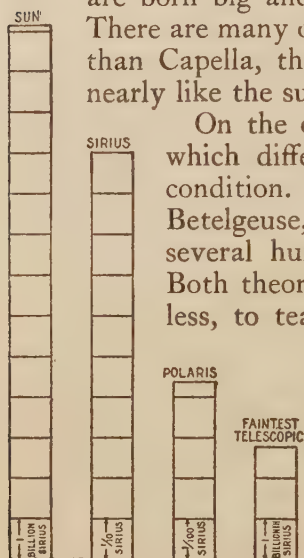 are born big and
There are many
than Capella, th
nearly like the su
On the
which diffe
condition.
Betelgeuse,
several hu
Both theor
less, to tea
SUN
SIRIUS
POLARIS
FAINTEST
TELESCOPIC
1
BILLION
SIRIUS
1/10
SIRIUS
1/100
SIRIUS
1
BILLIONTH
SIRIUS